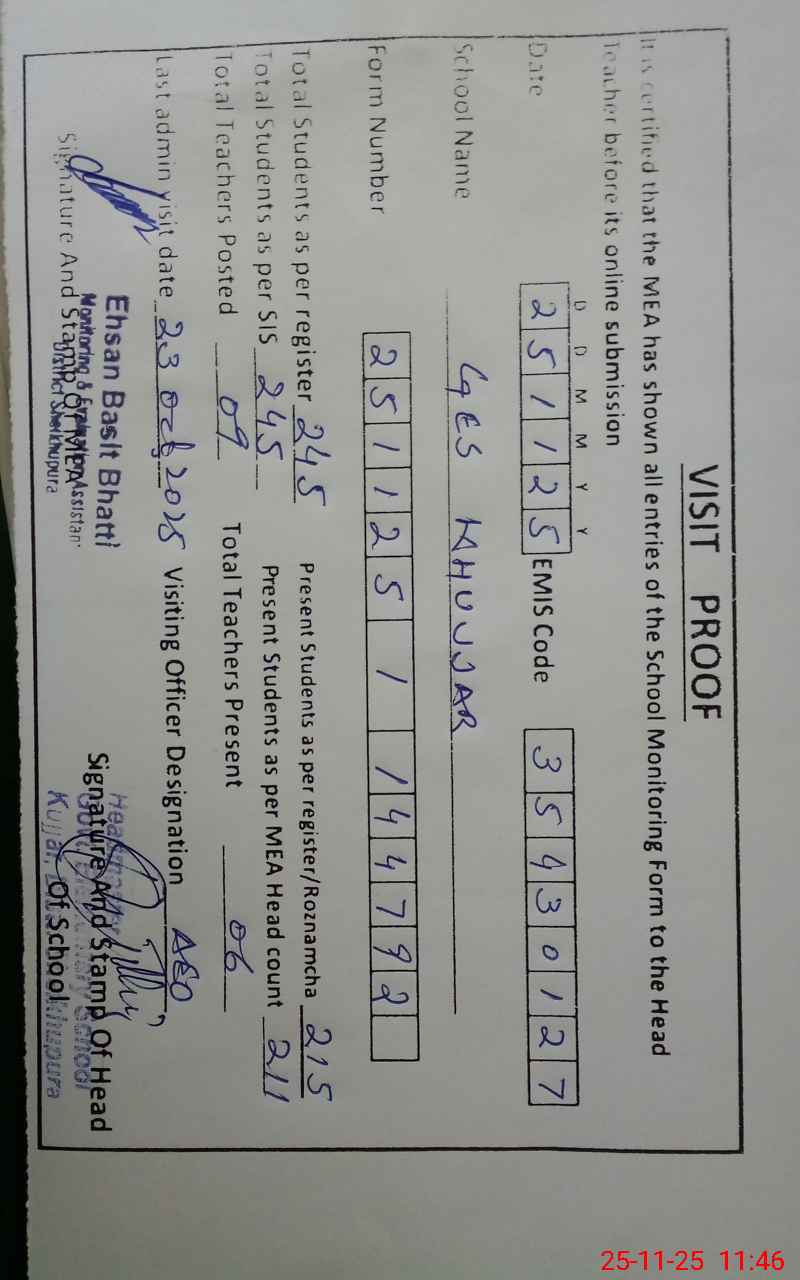 VISIT PROOF
It is certified that the MEA has shown all entries of the School Monitoring Form to the Head
Teacher before its online submission
D D M M Y Y
Date 2 5 1 1 2 5 EMIS Code 3 5 4 3 0 1 2 7
School Name GES
Form Number 2 5 1 1 2 5 1 1 4 4 7 9 2
Total Students as per register 245 Present Students as per register/Roznamcha 215
Total Students as per SIS 245 Present Students as per MEA Head count 211
Total Teachers Posted 09 Total Teachers Present 06
Last admin visit date 23 Oct 2025 Visiting Officer Designation AEO
Ehsan Basit Bhatti
Monitoring & Evaluation Assistant
District Sheikhupura
Signature And Stamp Of MEA
Signature And Stamp Of Head
Of School
25-11-25 11:46